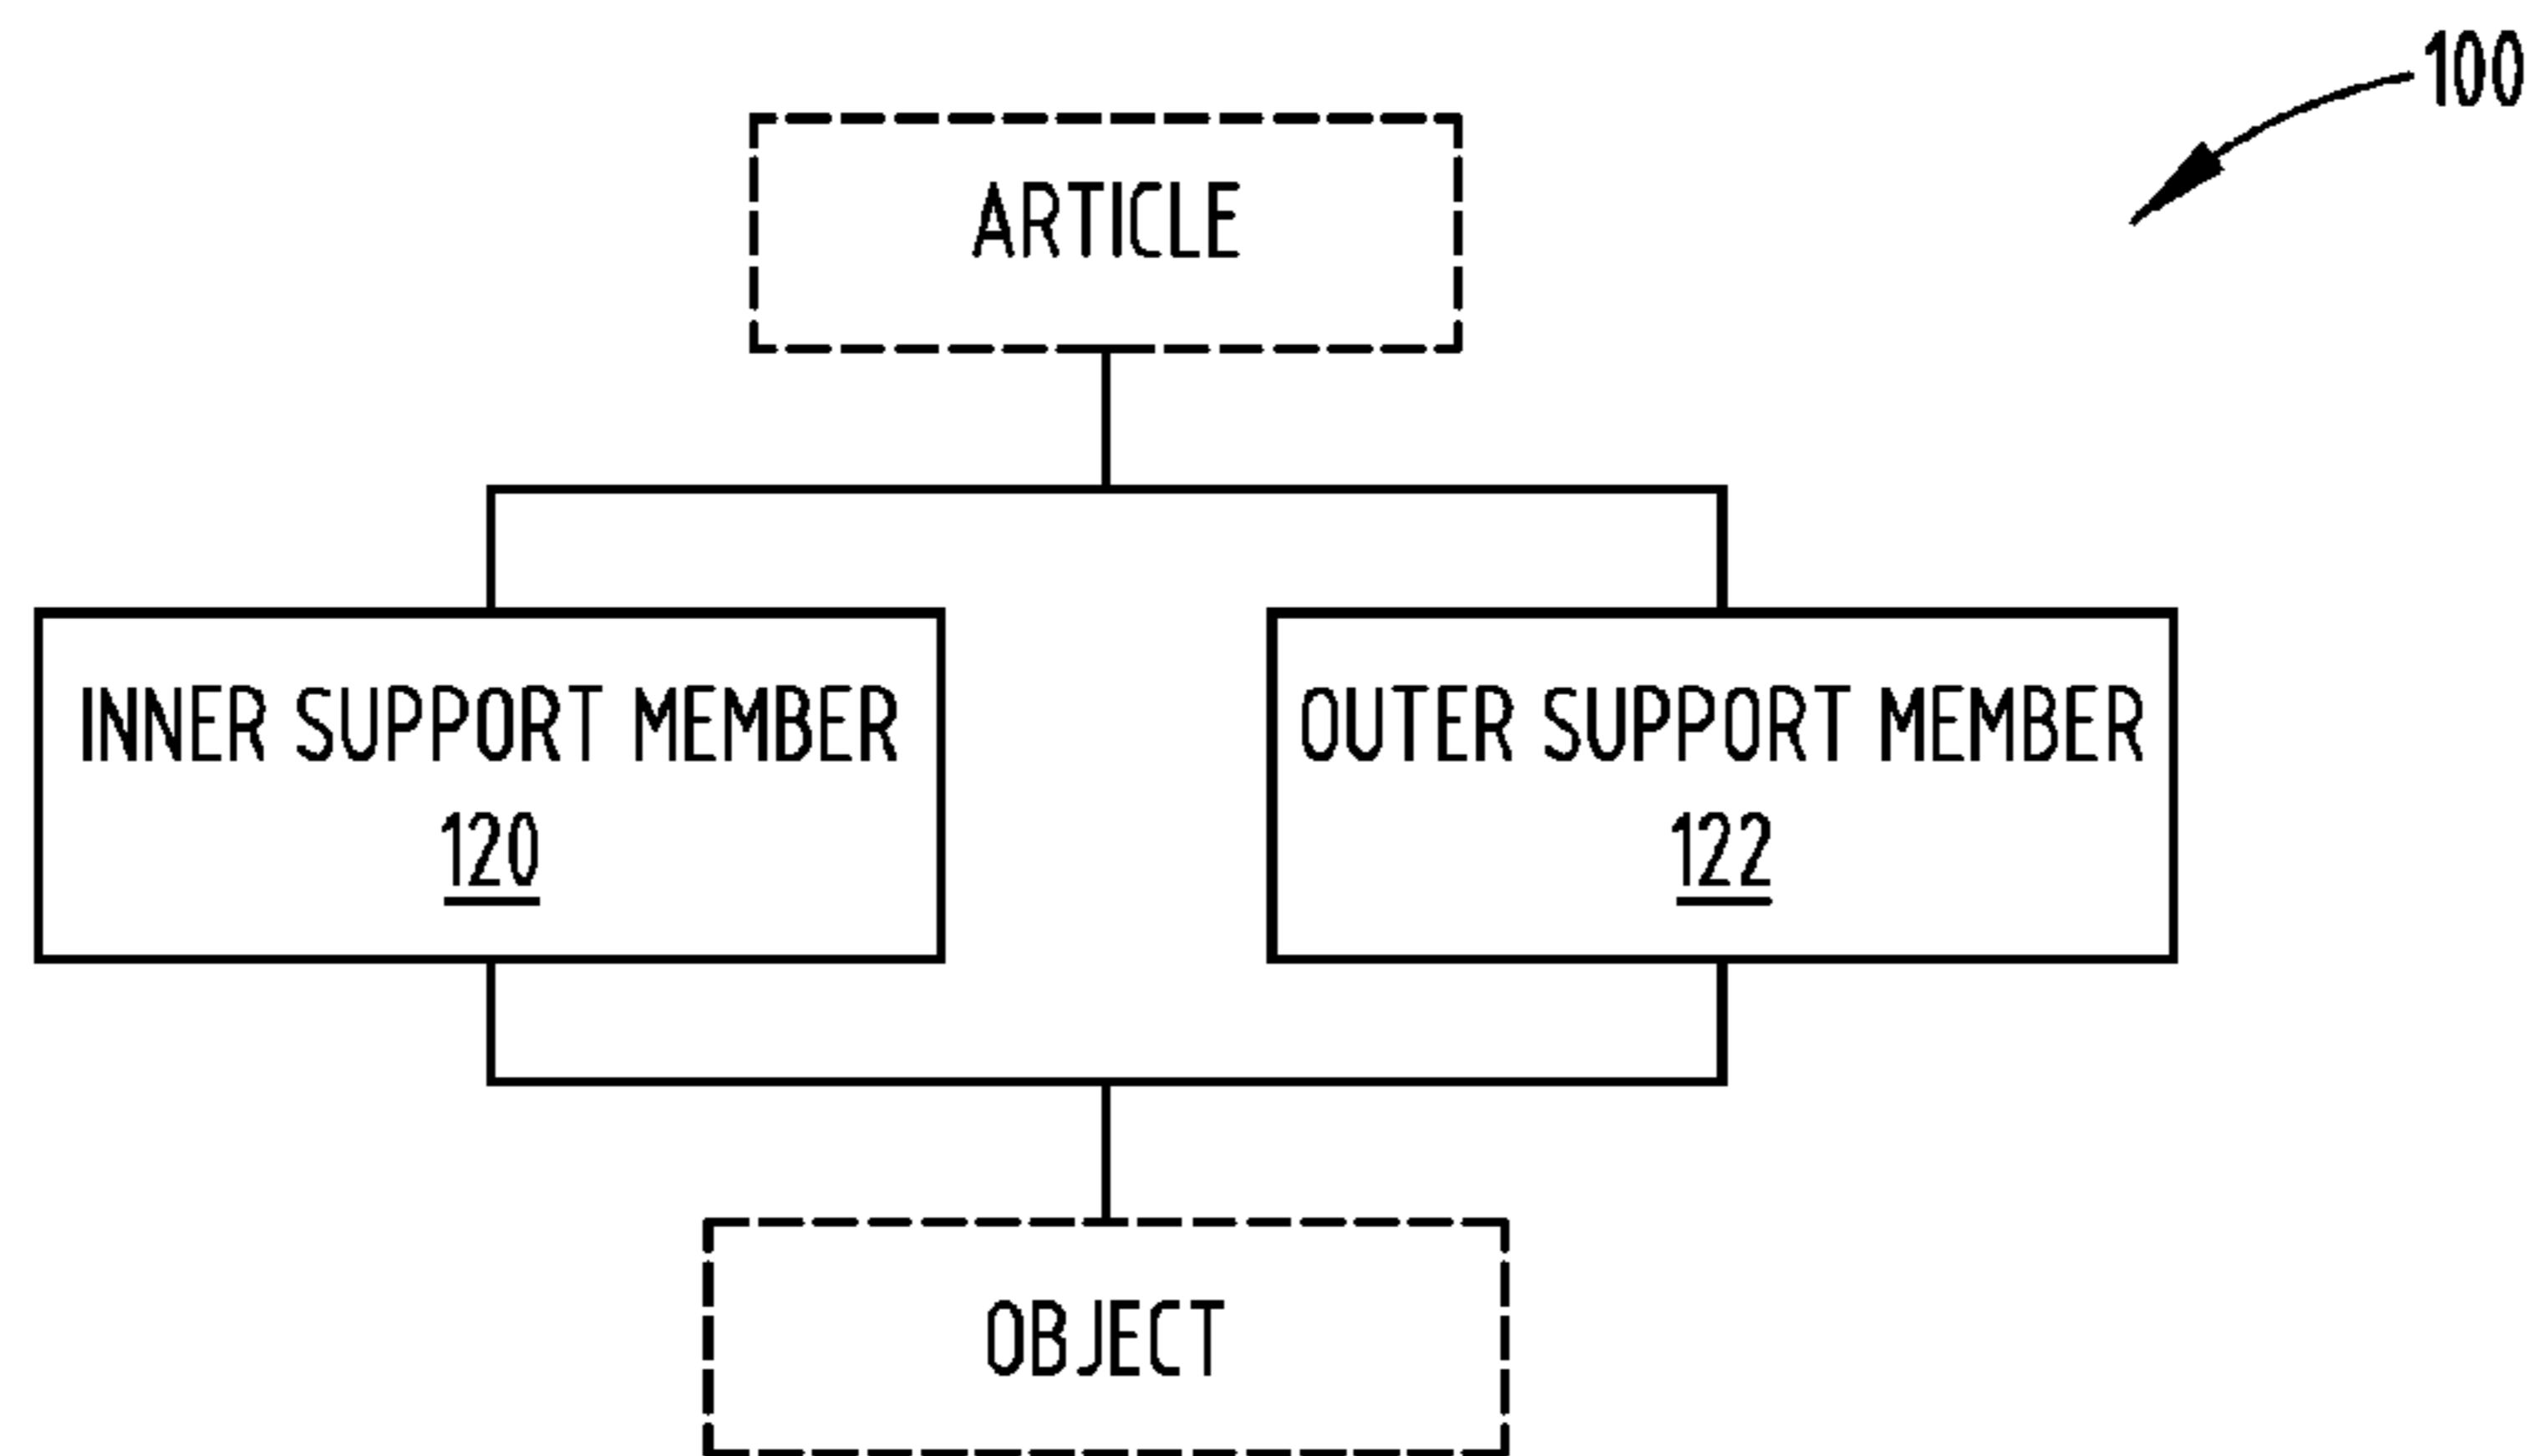 100
ARTICLE
INNER SUPPORT MEMBER
120
OUTER SUPPORT MEMBER
122
OBJECT